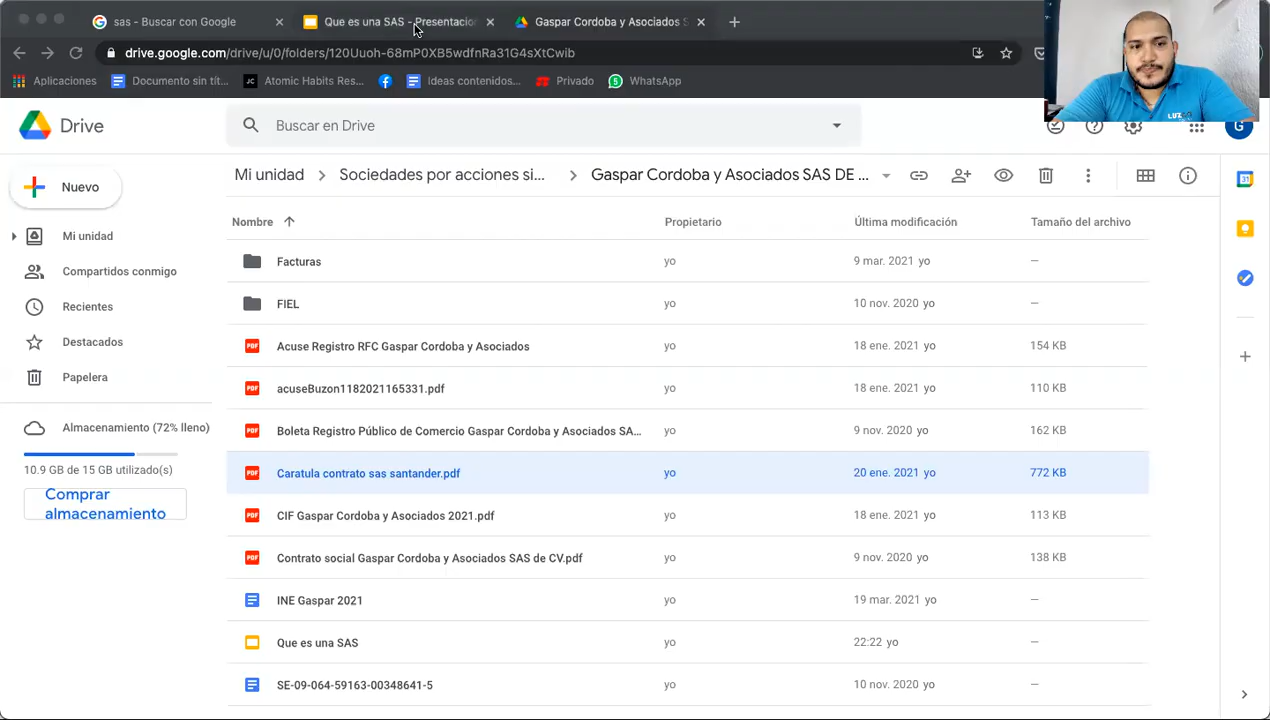 sas - Buscar con Google
Que es una SAS - Presentacion
Gaspar Cordoba y Asociados S
drive.google.com/drive/u/0/folders/120Uuoh-68mP0XB5wdfnRa31G4sXtCwib
Aplicaciones
Documento sin tít...
JC
Atomic Habits Res...
Ideas contenidos...
Privado
WhatsApp
LUZ
Drive
Buscar en Drive
G
Nuevo
Mi unidad
Sociedades por acciones si...
Gaspar Cordoba y Asociados SAS DE ...
31
Nombre
Propietario
Última modificación
Tamaño del archivo
Mi unidad
Compartidos conmigo
Recientes
Destacados
Papelera
Almacenamiento (72% lleno)
10.9 GB de 15 GB utilizado(s)
Comprar
almacenamiento
Facturas yo 9 mar. 2021 yo —
FIEL yo 10 nov. 2020 yo —
PDF Acuse Registro RFC Gaspar Cordoba y Asociados yo 18 ene. 2021 yo 154 KB
PDF acuseBuzon1182021165331.pdf yo 18 ene. 2021 yo 110 KB
PDF Boleta Registro Público de Comercio Gaspar Cordoba y Asociados SA... yo 9 nov. 2020 yo 162 KB
PDF Caratula contrato sas santander.pdf yo 20 ene. 2021 yo 772 KB
PDF CIF Gaspar Cordoba y Asociados 2021.pdf yo 18 ene. 2021 yo 113 KB
PDF Contrato social Gaspar Cordoba y Asociados SAS de CV.pdf yo 9 nov. 2020 yo 138 KB
INE Gaspar 2021 yo 19 mar. 2021 yo —
Que es una SAS yo 22:22 yo —
SE-09-064-59163-00348641-5 yo 10 nov. 2020 yo —